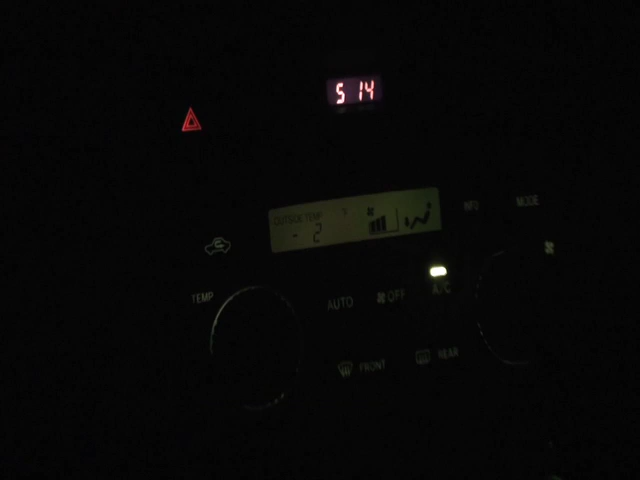 5 14
OUTSIDE TEMP °F
- 2
INFO
MODE
TEMP
AUTO
OFF
A/C
FRONT
REAR